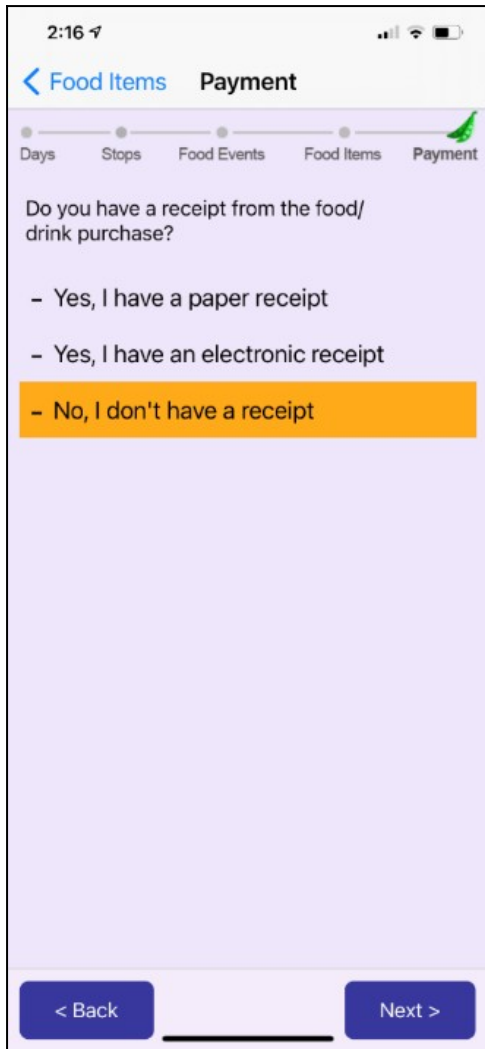 2:16
Food Items Payment
Days Stops Food Events Food Items Payment
Do you have a receipt from the food/
drink purchase?
– Yes, I have a paper receipt
– Yes, I have an electronic receipt
– No, I don't have a receipt
< Back Next >